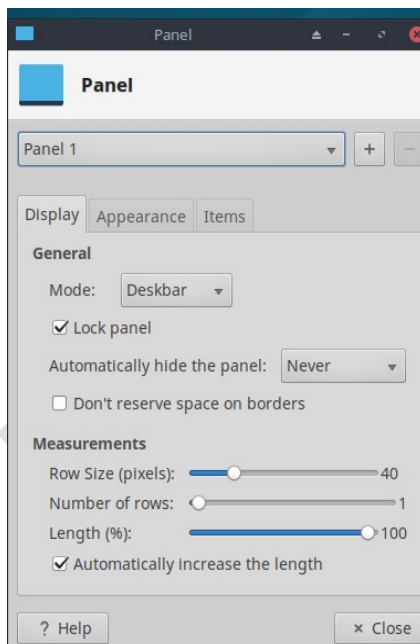 Panel
Panel
Panel 1
Display Appearance Items
General
Mode: Deskbar
Lock panel
Automatically hide the panel: Never
Don't reserve space on borders
Measurements
Row Size (pixels): 40
Number of rows: 1
Length (%): 100
Automatically increase the length
? Help × Close